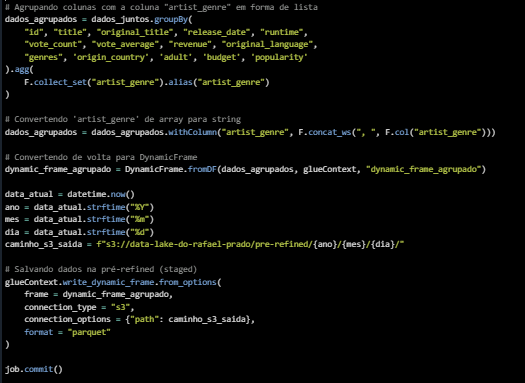 # Agrupando colunas com a coluna "artist_genre" em forma de lista
dados_agrupados = dados_juntos.groupBy(
    "id", "title", "original_title", "release_date", "runtime",
    "vote_count", "vote_average", "revenue", "original_language",
    "genres", 'origin_country', 'adult', 'budget', 'popularity'
).agg(
    F.collect_set("artist_genre").alias("artist_genre")
)

# Convertendo 'artist_genre' de array para string
dados_agrupados = dados_agrupados.withColumn("artist_genre", F.concat_ws(", ", F.col("artist_genre")))

# Convertendo de volta para DynamicFrame
dynamic_frame_agrupado = DynamicFrame.fromDF(dados_agrupados, glueContext, "dynamic_frame_agrupado")

data_atual = datetime.now()
ano = data_atual.strftime("%Y")
mes = data_atual.strftime("%m")
dia = data_atual.strftime("%d")
caminho_s3_saida = f"s3://data-lake-do-rafael-prado/pre-refined/{ano}/{mes}/{dia}/"

# Salvando dados na pré-refined (staged)
glueContext.write_dynamic_frame.from_options(
    frame = dynamic_frame_agrupado,
    connection_type = "s3",
    connection_options = {"path": caminho_s3_saida},
    format = "parquet"
)

job.commit()